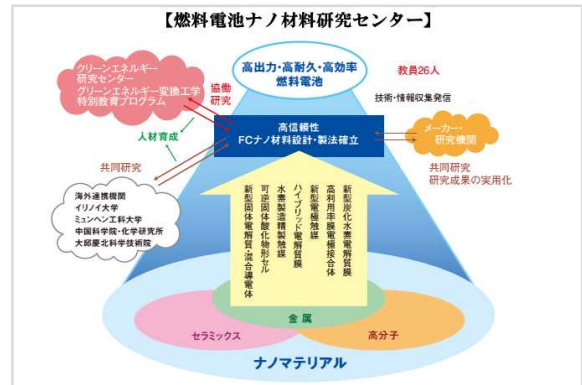 【燃料電池ナノ材料研究センター】
クリーンエネルギー
研究センター
グリーンエネルギー変換工学
特別教育プログラム
協働
研究
高出力・高耐久・高効率
燃料電池
教員26人
技術・情報収集発信
人材育成
高信頼性
FCナノ材料設計・製法確立
メーカー・
研究機関
共同研究
共同研究
研究成果の実用化
海外連携機関
イリノイ大学
ミュンヘン工科大学
中国科学院・化学研究所
大邱慶北科学技術院
新型炭化水素電解質膜
高利用率膜電極接合体
新型電極触媒
ハイブリッド電解質膜
水素製造精製触媒
可逆固体酸化物形セル
新型固体電解質・混合導電体
金属
セラミックス
高分子
ナノマテリアル